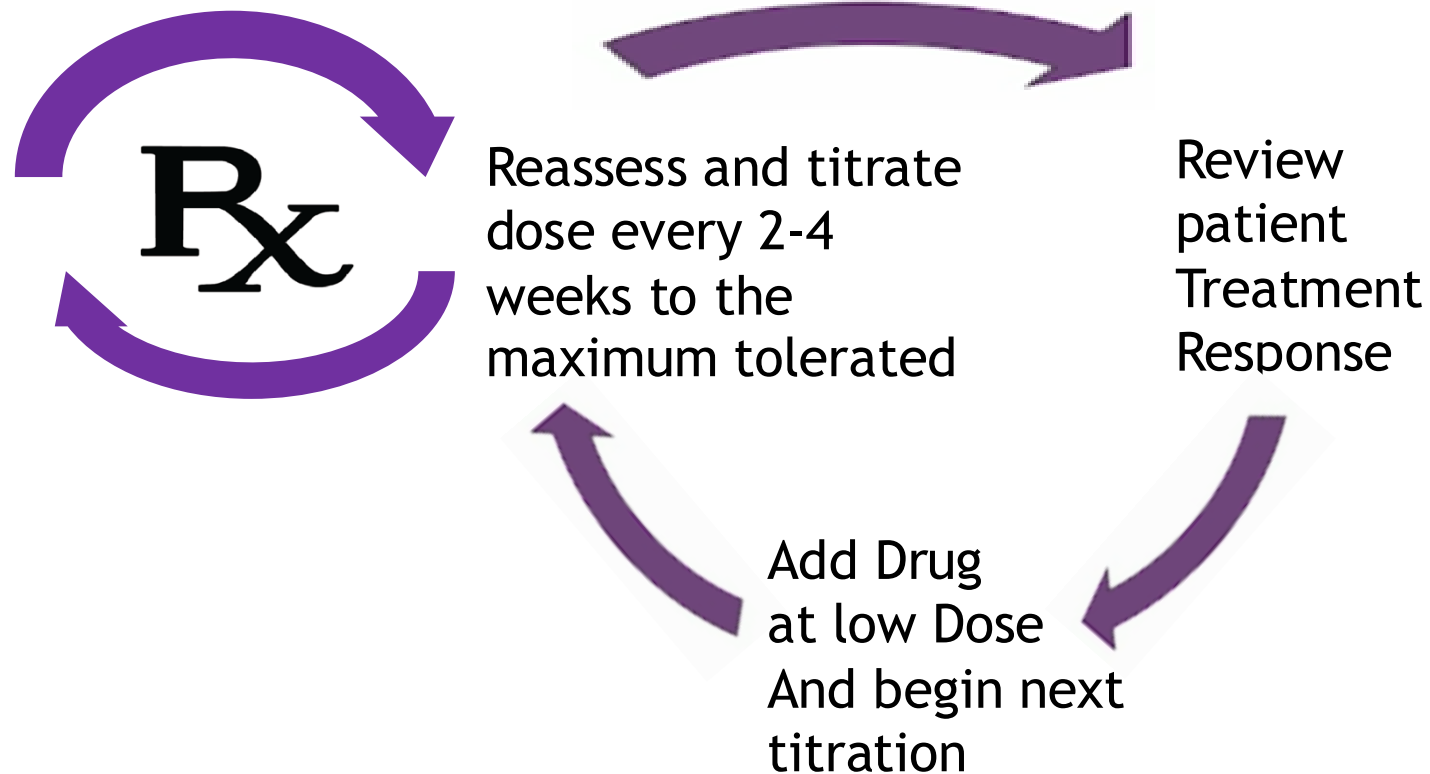 Rx
Reassess and titrate
dose every 2-4
weeks to the
maximum tolerated
Review
patient
Treatment
Response
Add Drug
at low Dose
And begin next
titration